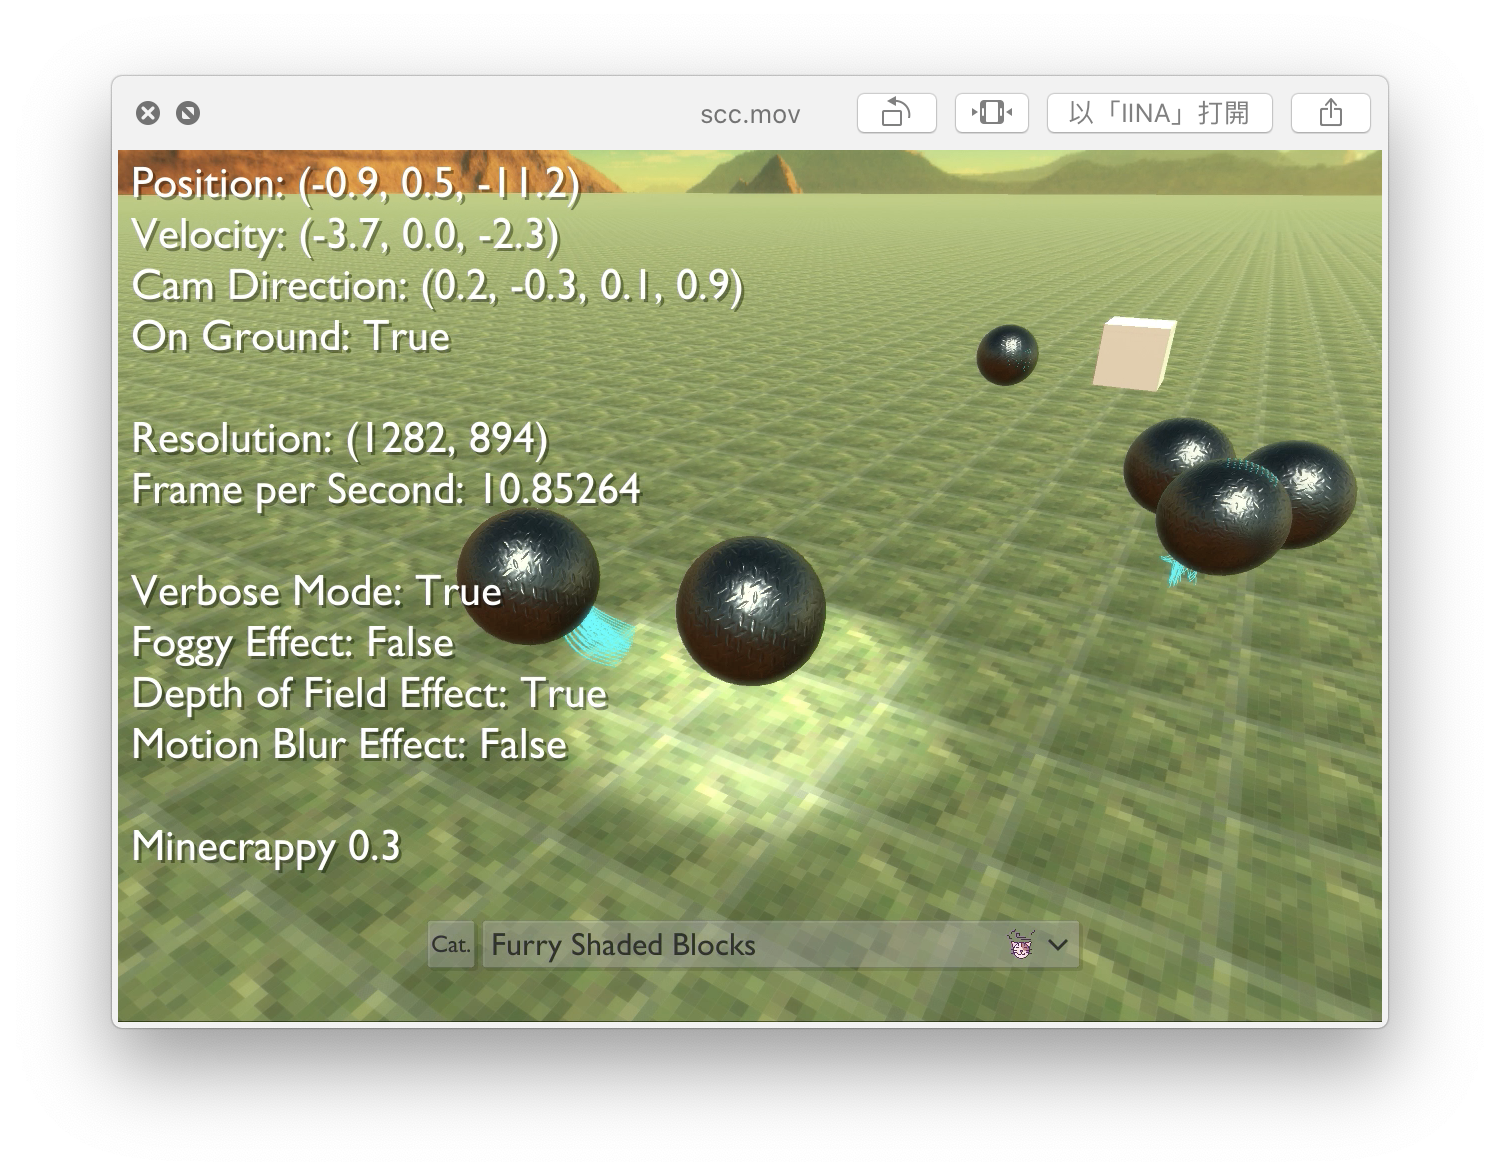 scc.mov
以「IINA」打開
Position: (-0.9, 0.5, -11.2)
Velocity: (-3.7, 0.0, -2.3)
Cam Direction: (0.2, -0.3, 0.1, 0.9)
On Ground: True
Resolution: (1282, 894)
Frame per Second: 10.85264
Verbose Mode: True
Foggy Effect: False
Depth of Field Effect: True
Motion Blur Effect: False
Minecrappy 0.3
Cat. Furry Shaded Blocks